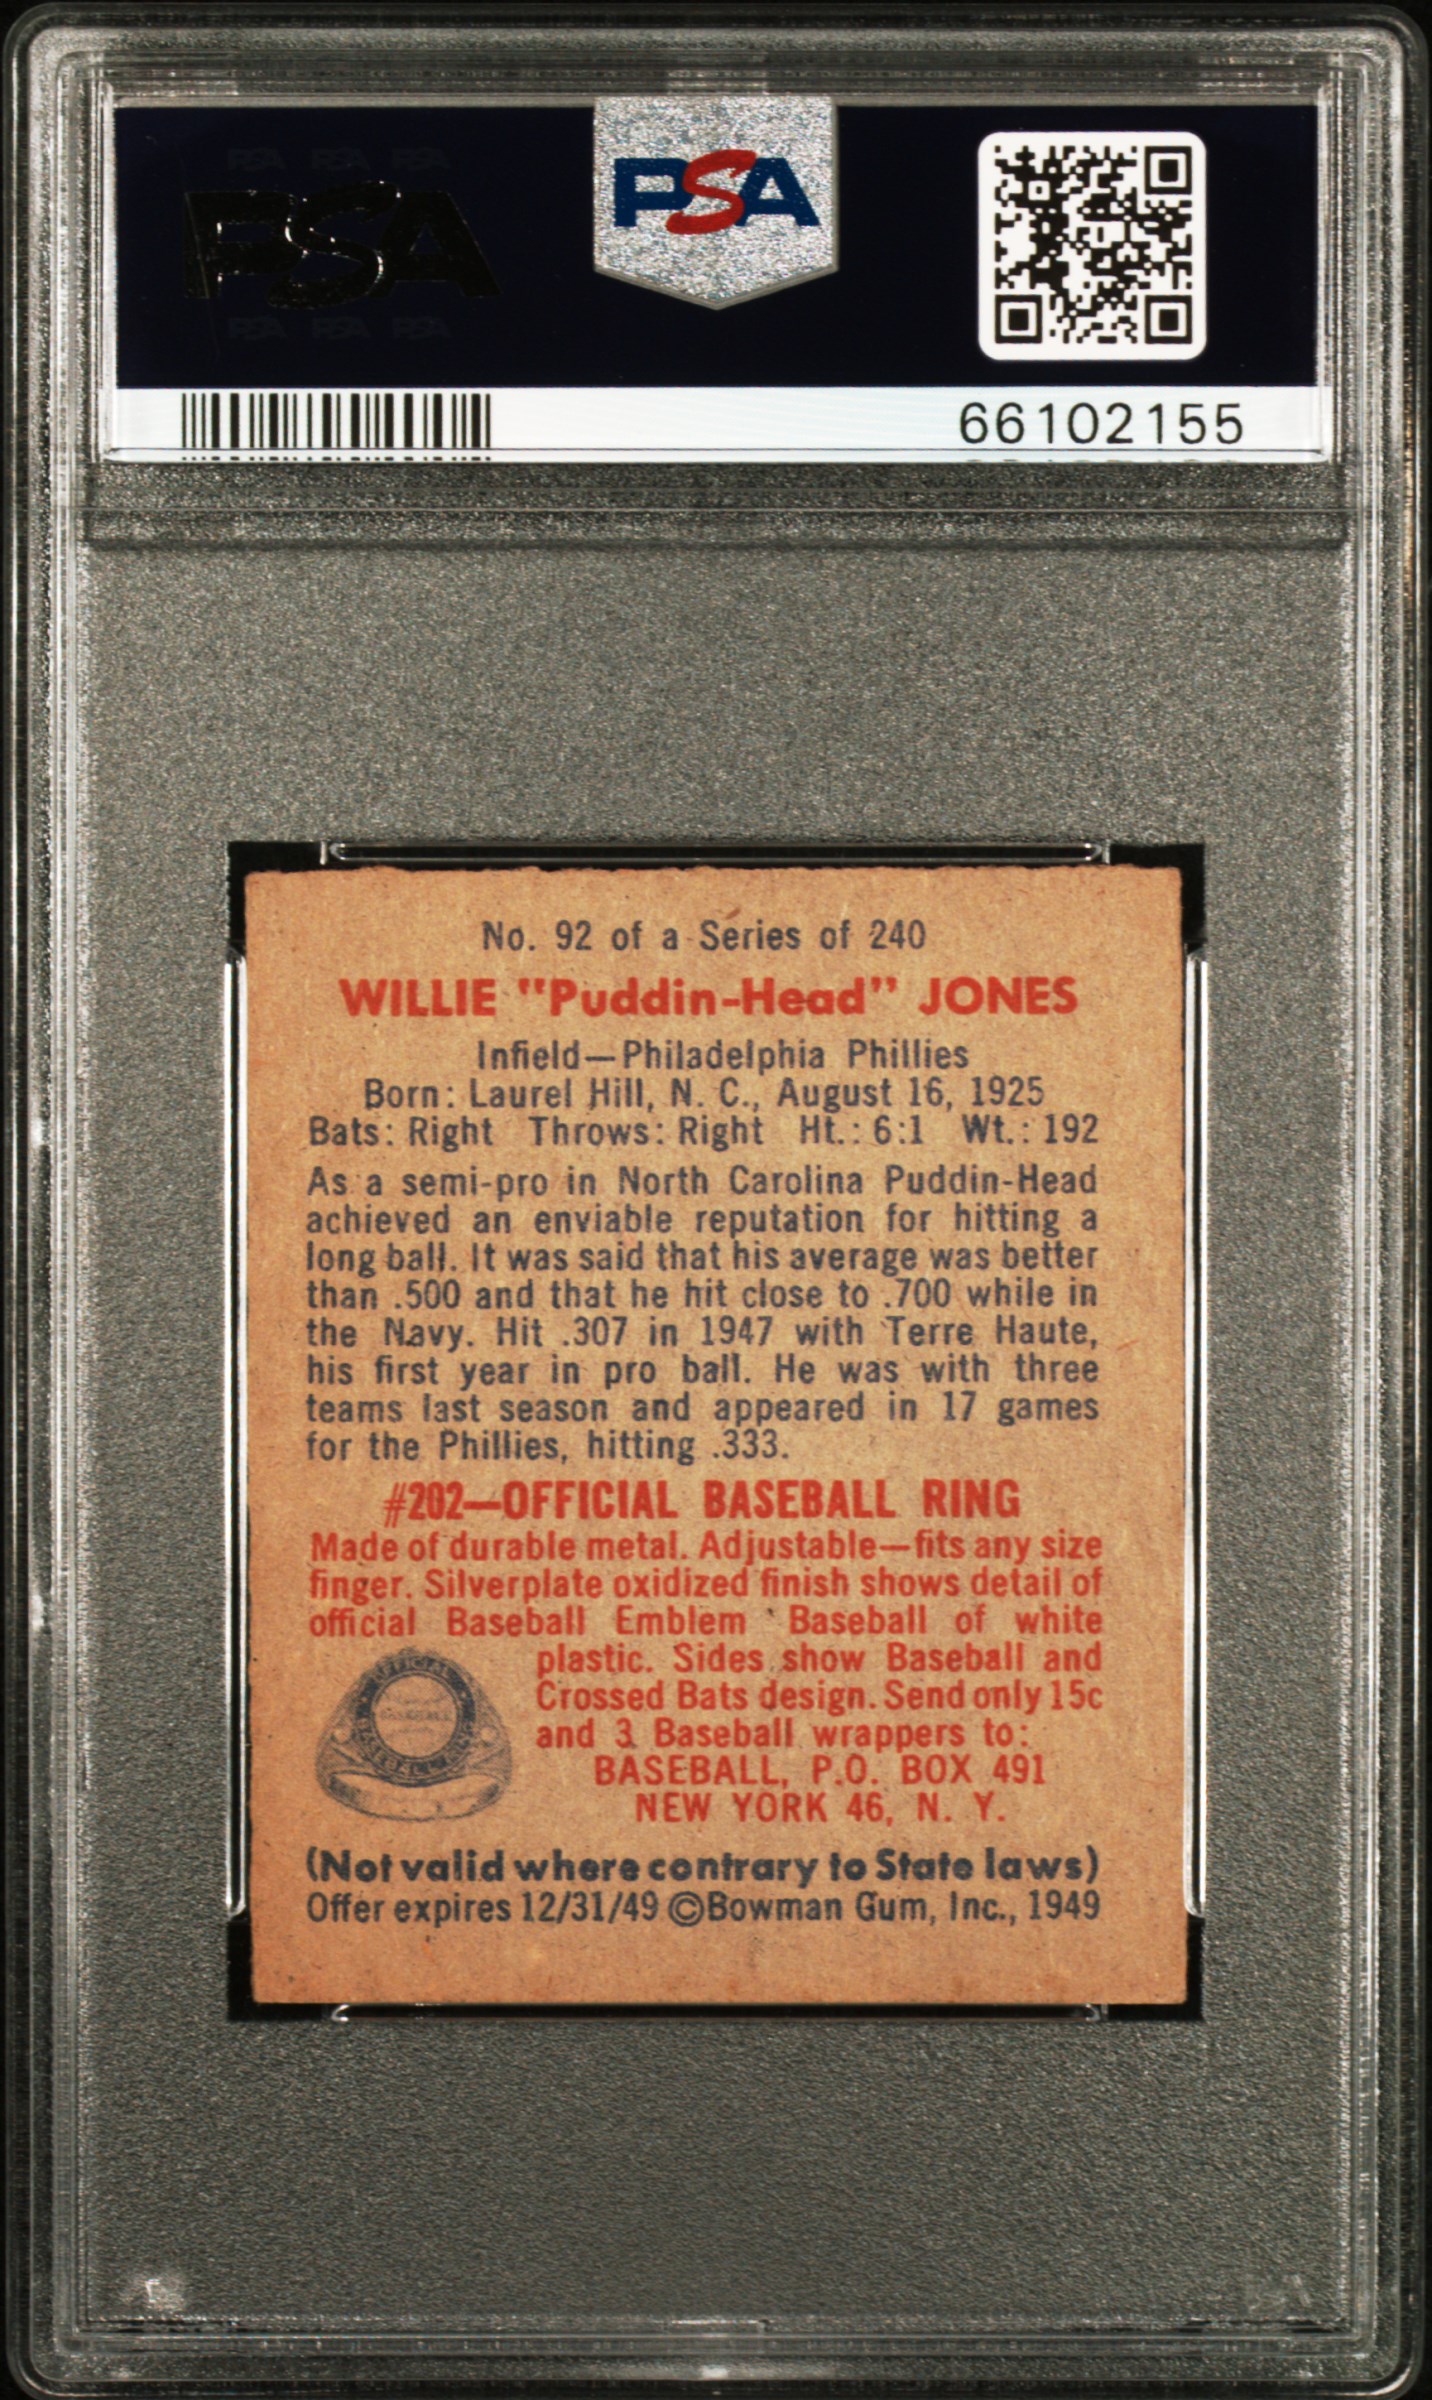 PSA
PSA
66102155
No. 92 of a Series of 240
WILLIE "Puddin-Head" JONES
Infield—Philadelphia Phillies
Born: Laurel Hill, N. C., August 16, 1925
Bats: Right Throws: Right Ht.: 6:1 Wt.: 192
As a semi-pro in North Carolina Puddin-Head
achieved an enviable reputation for hitting a
long ball. It was said that his average was better
than .500 and that he hit close to .700 while in
the Navy. Hit .307 in 1947 with Terre Haute,
his first year in pro ball. He was with three
teams last season and appeared in 17 games
for the Phillies, hitting .333.
#202—OFFICIAL BASEBALL RING
Made of durable metal. Adjustable—fits any size
finger. Silverplate oxidized finish shows detail of
official Baseball Emblem Baseball of white
plastic. Sides show Baseball and
Crossed Bats design. Send only 15c
and 3 Baseball wrappers to:
BASEBALL, P.O. BOX 491
NEW YORK 46, N. Y.
(Not valid where contrary to State laws)
Offer expires 12/31/49 ©Bowman Gum, Inc., 1949